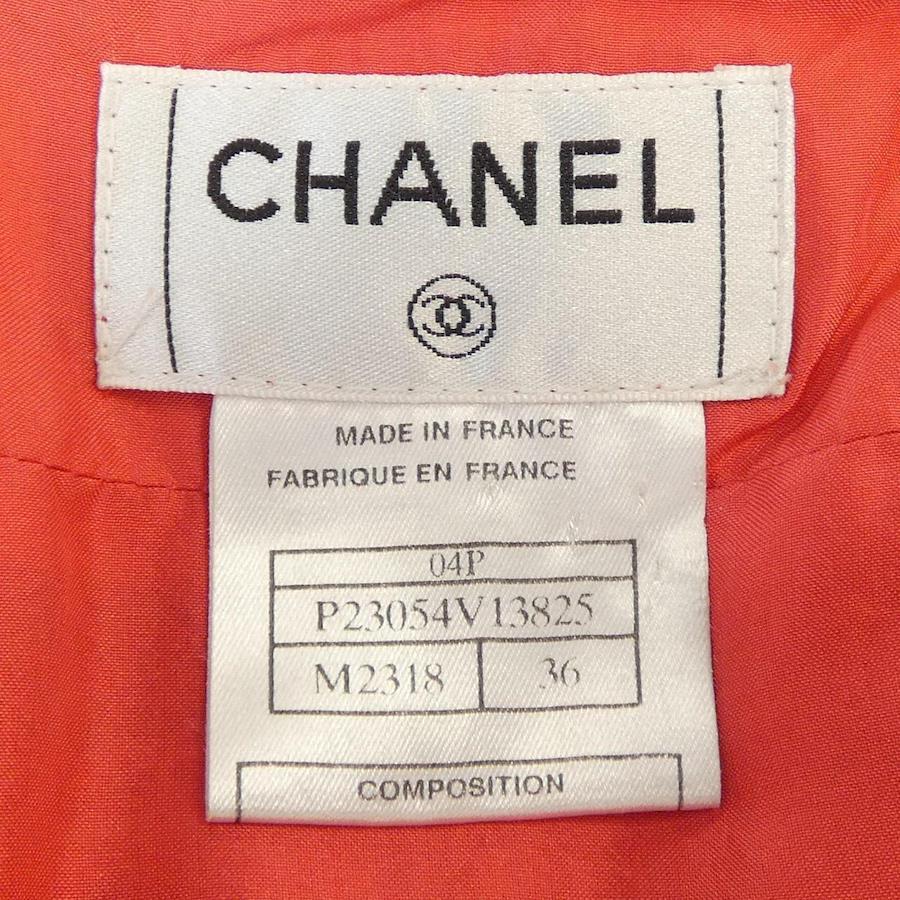 CHANEL
MADE IN FRANCE
FABRIQUE EN FRANCE
04P
P23054V13825
M2318 36
COMPOSITION